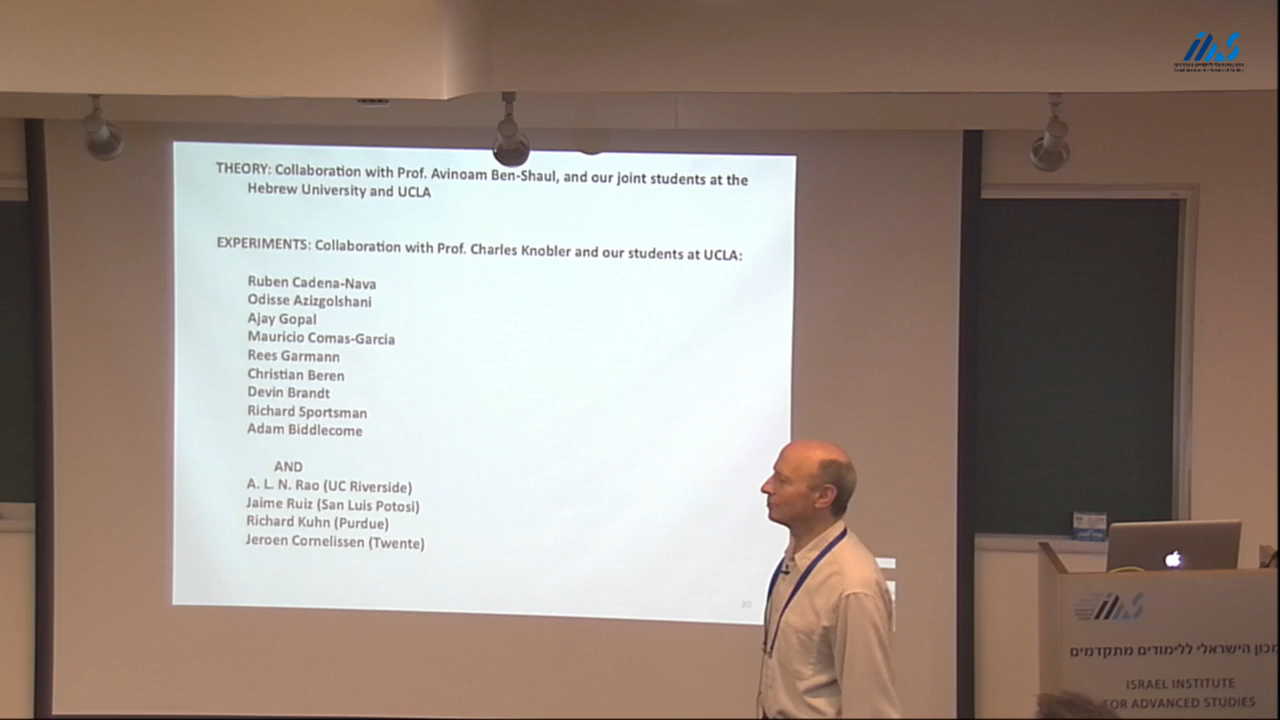 THEORY: Collaboration with Prof. Avinoam Ben-Shaul, and our joint students at the
Hebrew University and UCLA
EXPERIMENTS: Collaboration with Prof. Charles Knobler and our students at UCLA:
Ruben Cadena-Nava
Odisse Azizgolshani
Ajay Gopal
Mauricio Comas-Garcia
Rees Garmann
Christian Beren
Devin Brandt
Richard Sportsman
Adam Biddlecome
AND
A. L. N. Rao (UC Riverside)
Jaime Ruiz (San Luis Potosi)
Richard Kuhn (Purdue)
Jeroen Cornelissen (Twente)
iias
iias
מכון הישראלי ללימודים מתקדמים
ISRAEL INSTITUTE
FOR ADVANCED STUDIES